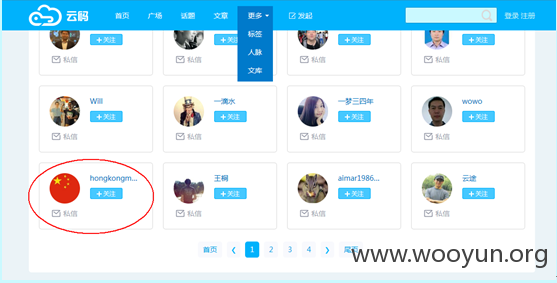 云码 首页 广场 话题 文章 更多 发起 登录 注册
标签
人脉
文库
+关注 +关注 +关注 +关注
私信 私信 私信 私信
Will 一滴水 一梦三四年 wowo
+关注 +关注 +关注 +关注
私信 私信 私信 私信
hongkongm... 王桐 aimar1986... 云途
+关注 +关注 +关注 +关注
私信 私信 私信 私信
首页 ❮ 1 2 3 4 ❯ 尾页
www.wooyun.org